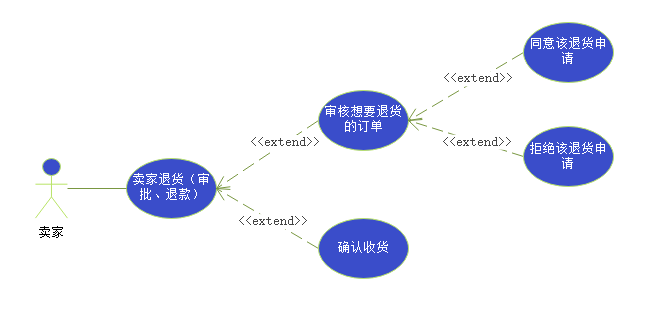 同意该退货申
请
<<extend>>
审核想要退货
的订单
<<extend>>
<<extend>>
拒绝该退货申
请
卖家退货（审
批、退款）
<<extend>>
卖家
确认收货